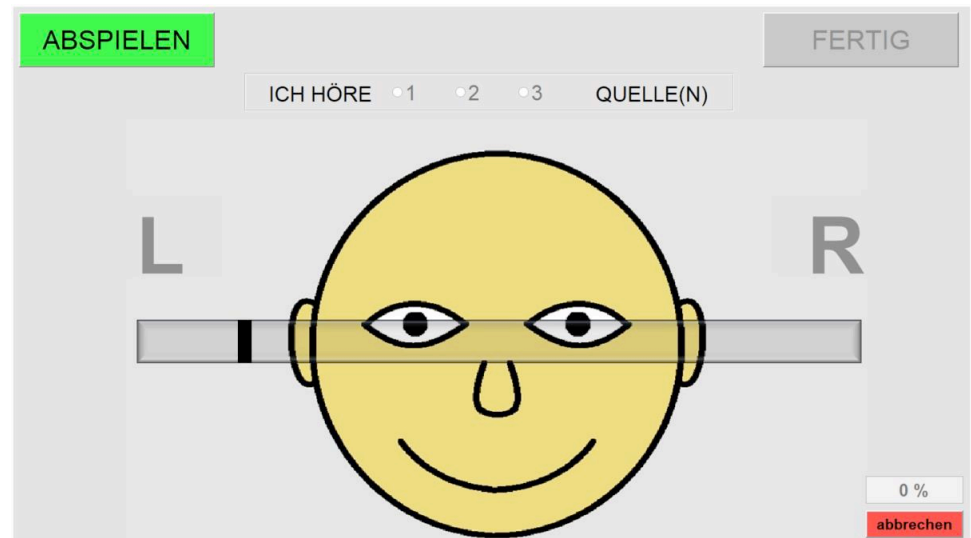 ABSPIELEN
FERTIG
ICH HÖRE 1 2 3 QUELLE(N)
L
R
0 %
abbrechen